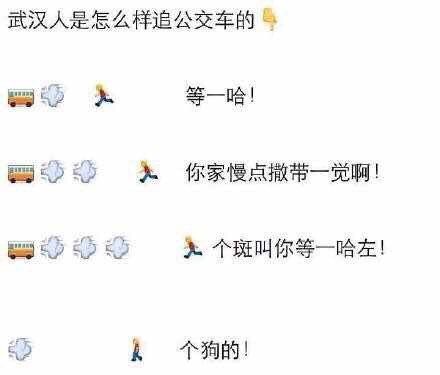 武汉人是怎么样追公交车的👇
🚌💨 🏃 等一哈!
🚌💨💨 🏃 你家慢点撒带一觉啊!
🚌💨💨💨 🏃 个斑叫你等一哈左!
💨 🚶 个狗的!